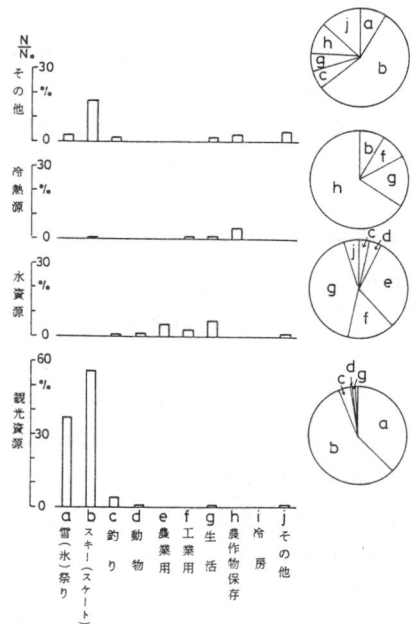 N/N.
その他
30
%
0
冷熱源
30
%
0
水資源
30
%
0
観光資源
60
%
30
0
a 雪(氷)祭り
b スキー(スケート)
c 釣り
d 動物
e 農業用
f 工業用
g 生活
h 農作物保存
i 冷房
j その他
j a h g c b
b f g h
c d j e g f
d g c a b